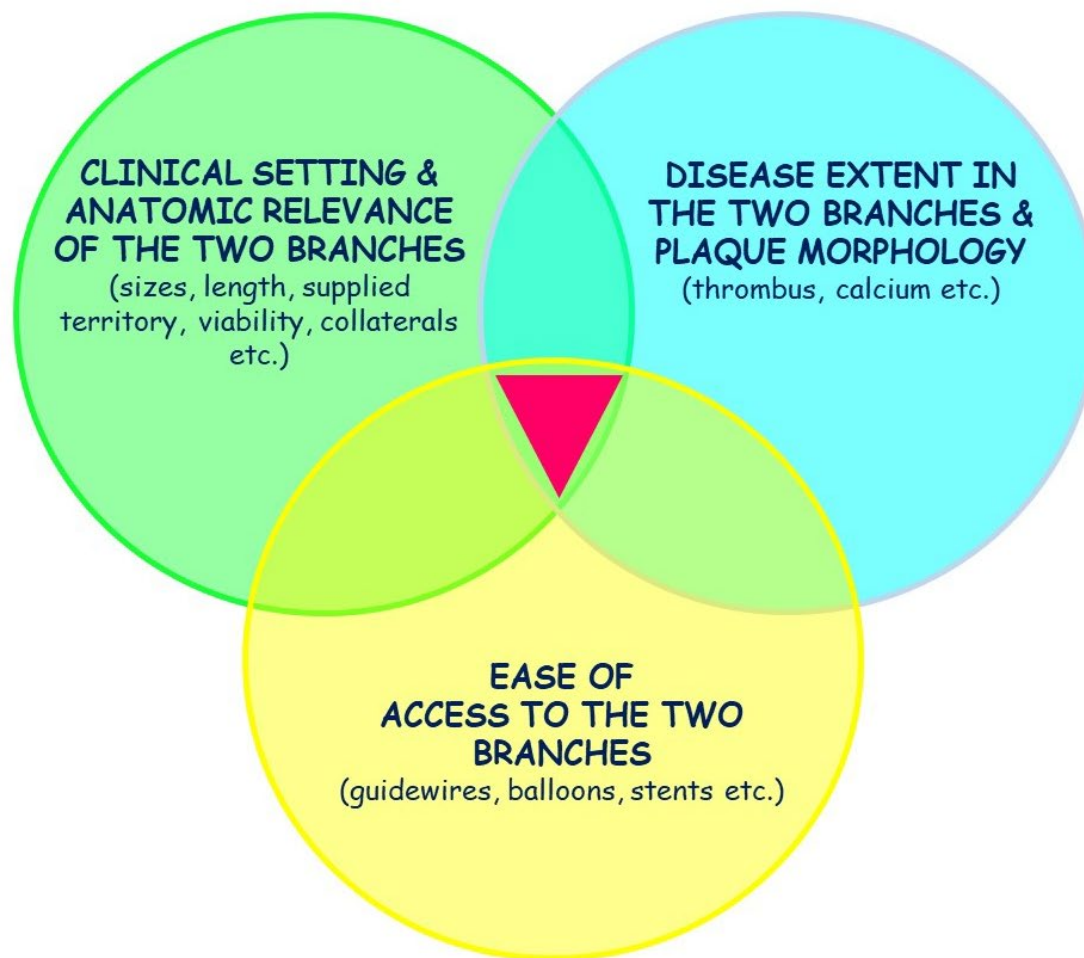 CLINICAL SETTING &
ANATOMIC RELEVANCE
OF THE TWO BRANCHES
(sizes, length, supplied
territory, viability, collaterals
etc.)
DISEASE EXTENT IN
THE TWO BRANCHES &
PLAQUE MORPHOLOGY
(thrombus, calcium etc.)
EASE OF
ACCESS TO THE TWO
BRANCHES
(guidewires, balloons, stents etc.)